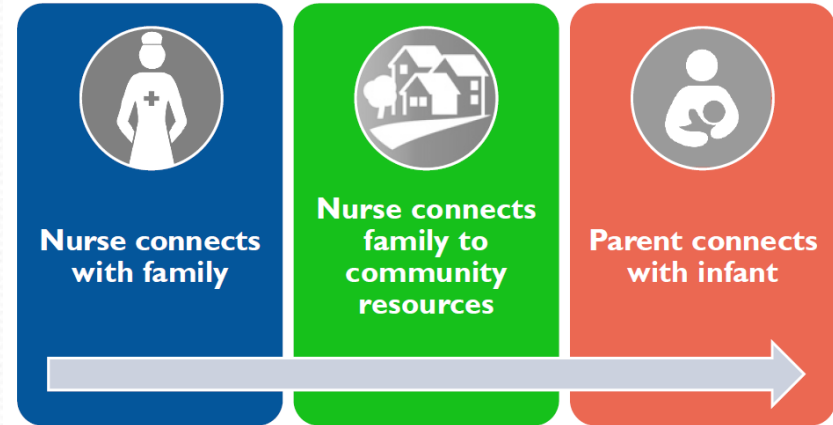 Nurse connects
with family
Nurse connects
family to
community
resources
Parent connects
with infant